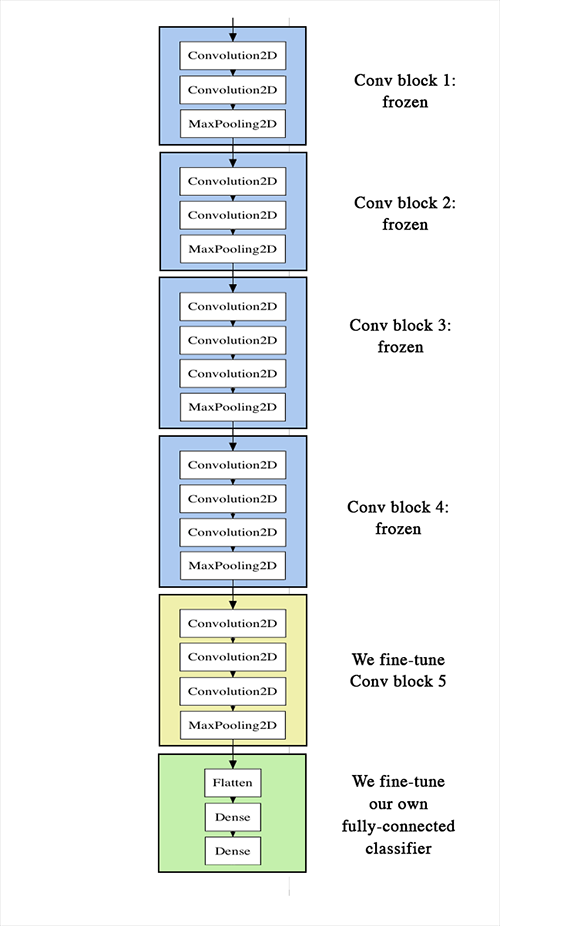 Convolution2D
Convolution2D
MaxPooling2D
Conv block 1:
frozen
Convolution2D
Convolution2D
MaxPooling2D
Conv block 2:
frozen
Convolution2D
Convolution2D
Convolution2D
MaxPooling2D
Conv block 3:
frozen
Convolution2D
Convolution2D
Convolution2D
MaxPooling2D
Conv block 4:
frozen
Convolution2D
Convolution2D
Convolution2D
MaxPooling2D
We fine-tune
Conv block 5
Flatten
Dense
Dense
We fine-tune
our own
fully-connected
classifier